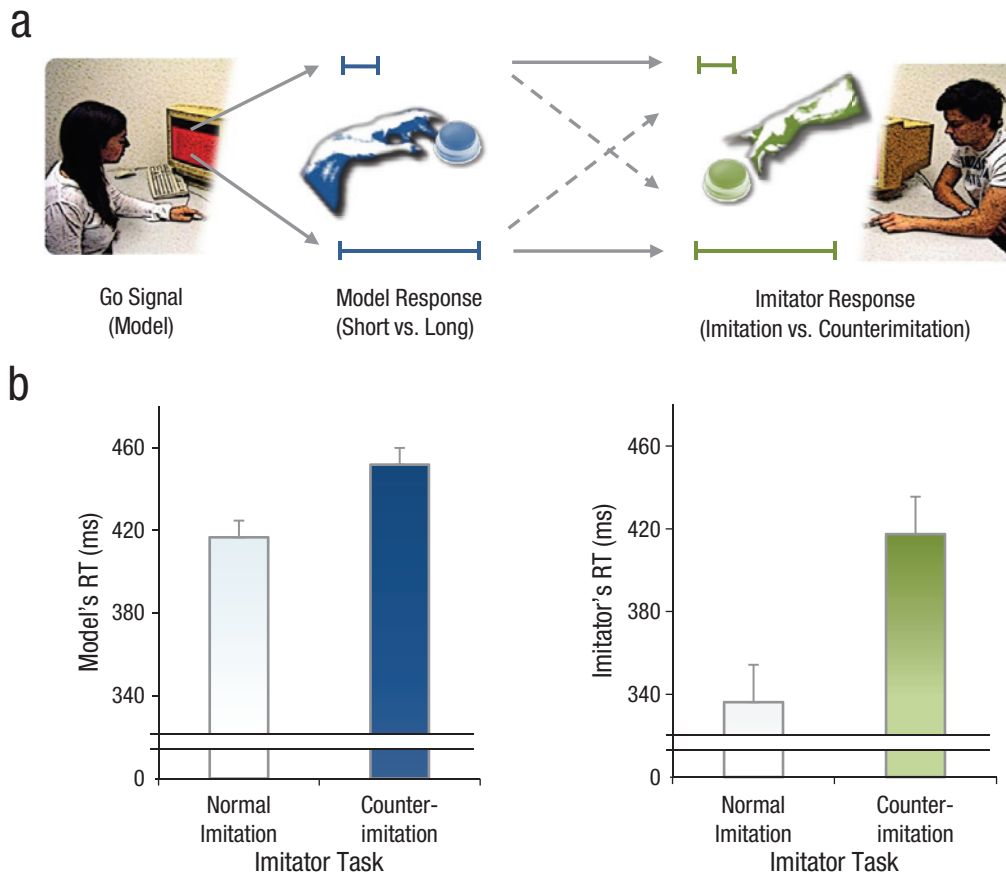 a
Go Signal
(Model)
Model Response
(Short vs. Long)
Imitator Response
(Imitation vs. Counterimitation)
b
Model's RT (ms)
460
420
380
340
0
Normal
Imitation
Counter-
imitation
Imitator Task
Imitator's RT (ms)
460
420
380
340
0
Normal
Imitation
Counter-
imitation
Imitator Task